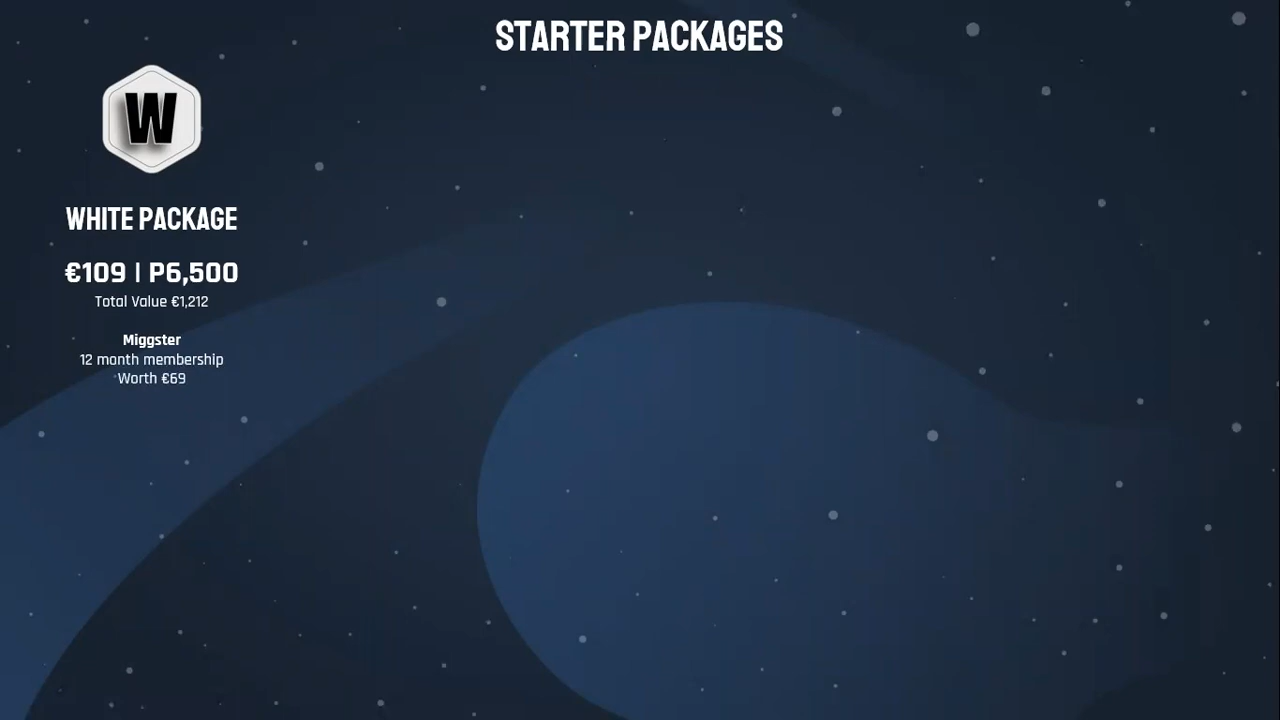 STARTER PACKAGES
W
WHITE PACKAGE
€109 | P6,500
Total Value €1,212
Miggster
12 month membership
Worth €69